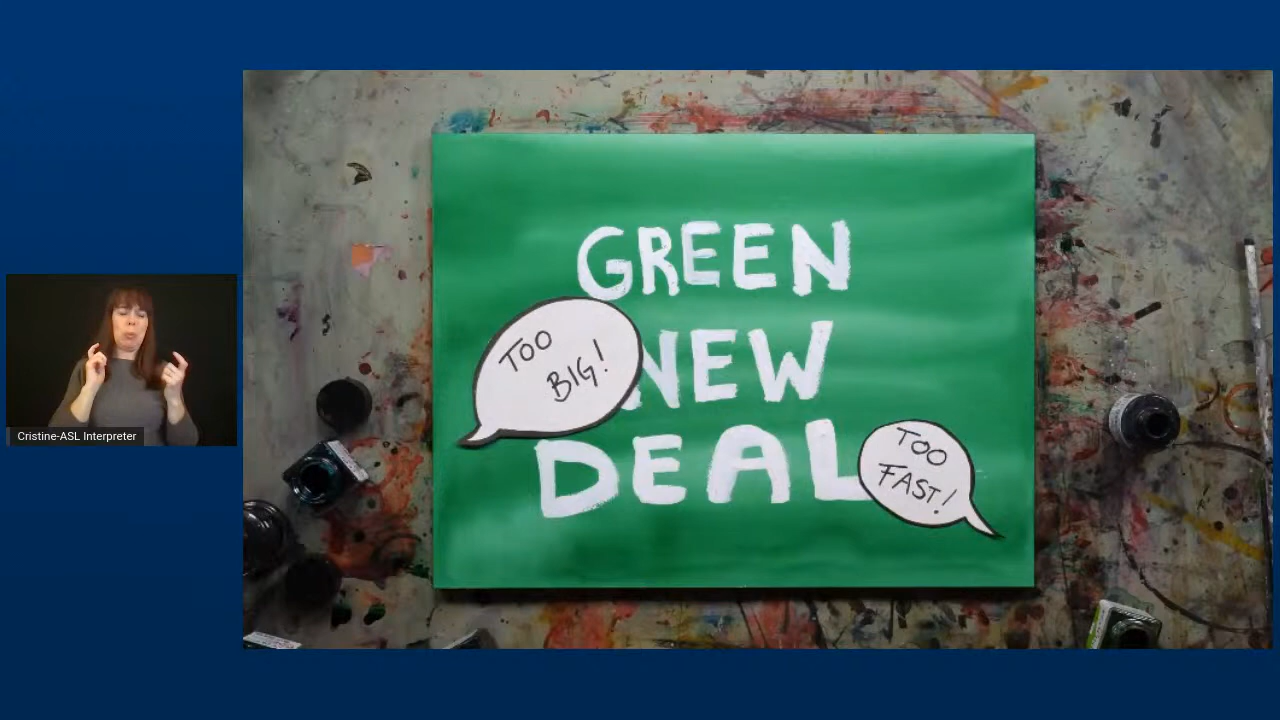 GREEN
TOO
BIG!
NEW
DEAL
TOO
FAST!
Cristine-ASL Interpreter